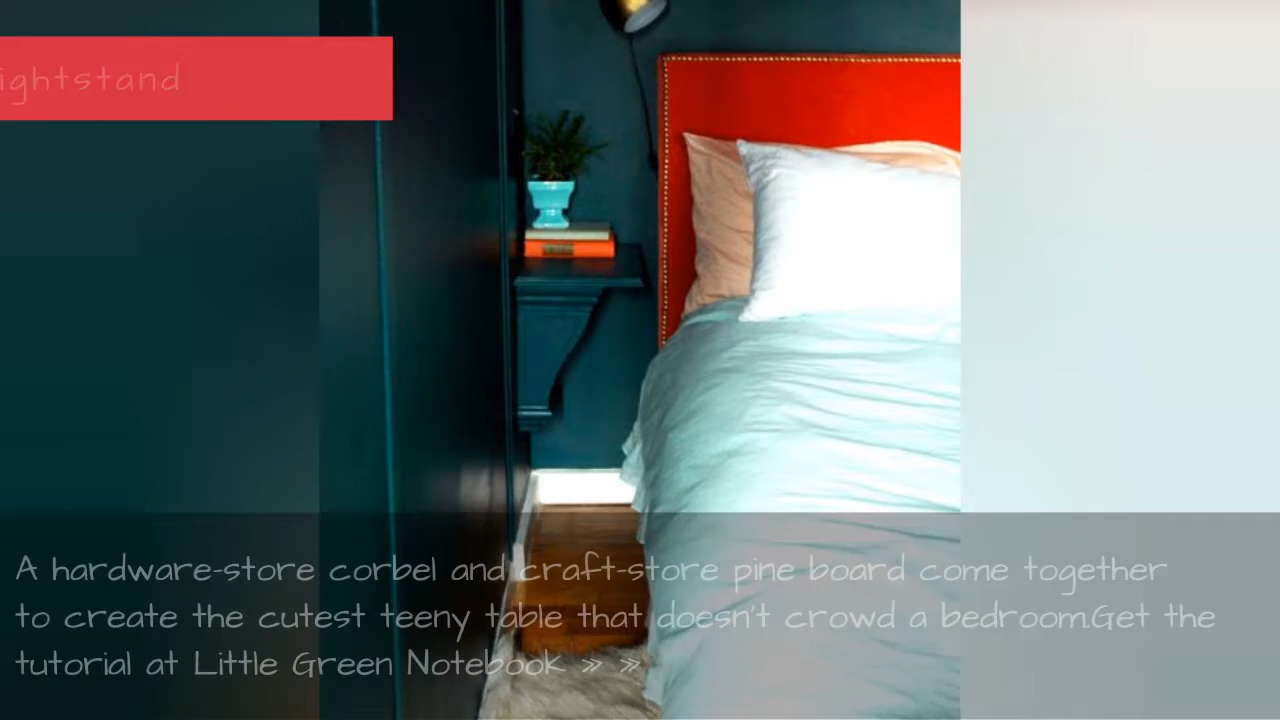 ightstand
A hardware-store corbel and craft-store pine board come together
to create the cutest teeny table that doesn't crowd a bedroom.Get the
tutorial at Little Green Notebook » »